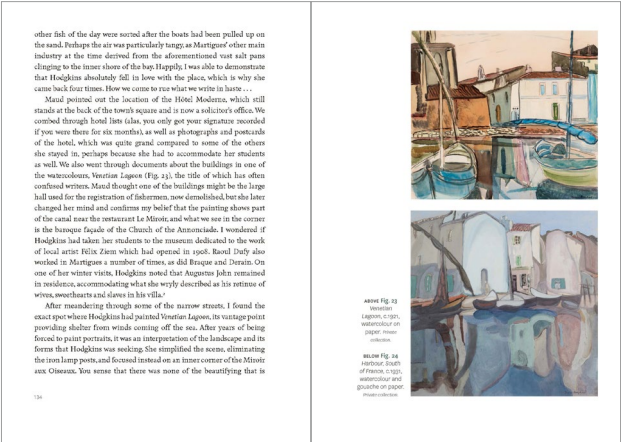 other fish of the day were sorted after the boats had been pulled up on
the sand. Perhaps the air was particularly tangy, as Martigues' other main
industry at the time derived from the aforementioned vast salt pans
clinging to the inner shore of the bay. Happily, I was able to demonstrate
that Hodgkins absolutely fell in love with the place, which is why she
came back four times. How we come to rue what we write in haste . . .
Maud pointed out the location of the Hôtel Moderne, which still
stands at the back of the town's square and is now a solicitor's office. We
combed through hotel lists (alas, you only got your signature recorded
if you were there for six months), as well as photographs and postcards
of the hotel, which was quite grand compared to some of the others
she stayed in, perhaps because she had to accommodate her students
as well. We also went through documents about the buildings in one of
the watercolours, Venetian Lagoon (Fig. 23), the title of which has often
confused writers. Maud thought one of the buildings might be the large
hall used for the registration of fishermen, now demolished, but she later
changed her mind and confirms my belief that the painting shows part
of the canal near the restaurant Le Miroir, and what we see in the corner
is the baroque façade of the Church of the Annonciade. I wondered if
Hodgkins had taken her students to the museum dedicated to the work
of local artist Félix Ziem which had opened in 1908. Raoul Dufy also
worked in Martigues a number of times, as did Braque and Derain. On
one of her winter visits, Hodgkins noted that Augustus John remained
in residence, accommodating what she wryly described as his retinue of
wives, sweethearts and slaves in his villa.
After meandering through some of the narrow streets, I found the
exact spot where Hodgkins had painted Venetian Lagoon, its vantage point
providing shelter from winds coming off the sea. After years of being
forced to paint portraits, it was an interpretation of the landscape and its
forms that Hodgkins was seeking. She simplified the scene, eliminating
the iron lamp posts, and focused instead on an inner corner of the Miroir
aux Oiseaux. You sense that there was none of the beautifying that is
134
ABOVE Fig. 23
Venetian
Lagoon, c.1921,
watercolour on
paper. Private
collection
BELOW Fig. 24
Harbour, South
of France, c.1931,
watercolour and
gouache on paper.
Private collection